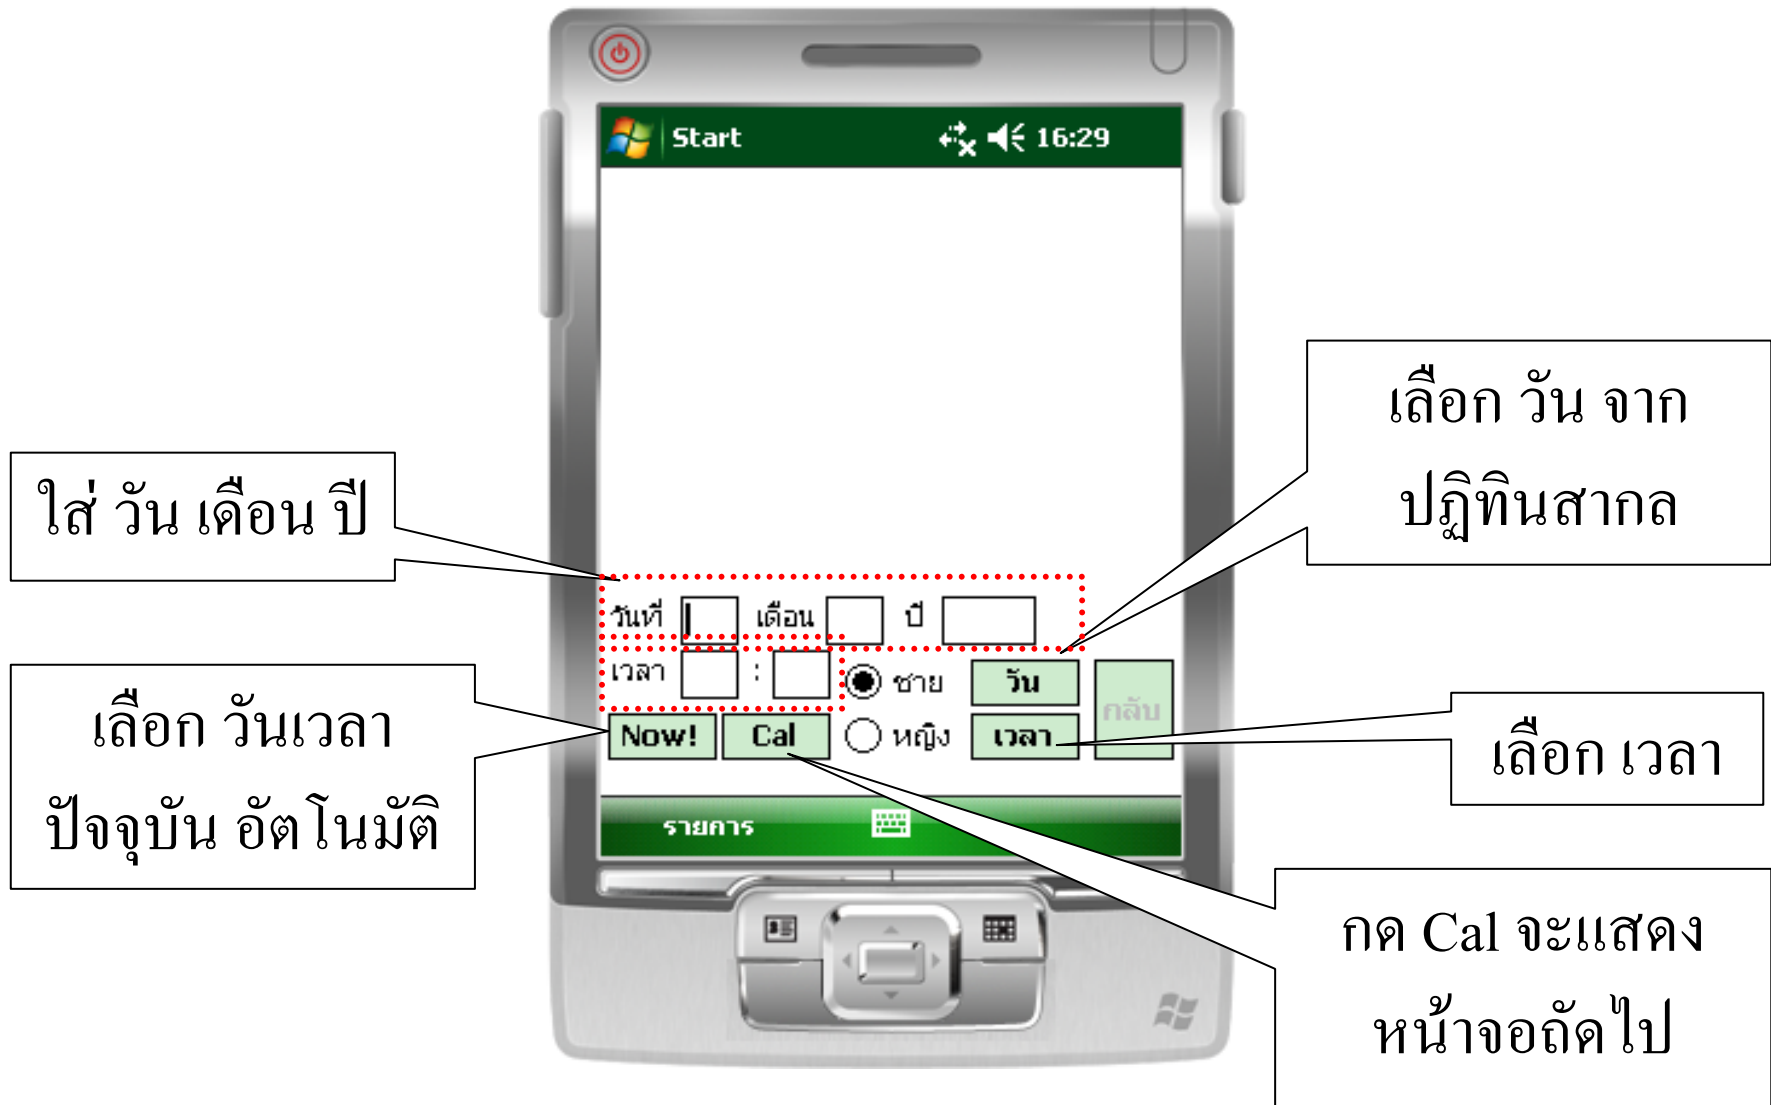 Start 16:29
เลือก วัน จาก
ปฏิทินสากล
ใส่ วัน เดือน ปี
วันที่ เดือน ปี
เวลา : ชาย วัน กลับ
Now! Cal หญิง เวลา
เลือก วันเวลา
ปัจจุบัน อัตโนมัติ
เลือก เวลา
รายการ
กด Cal จะแสดง
หน้าจอถัดไป